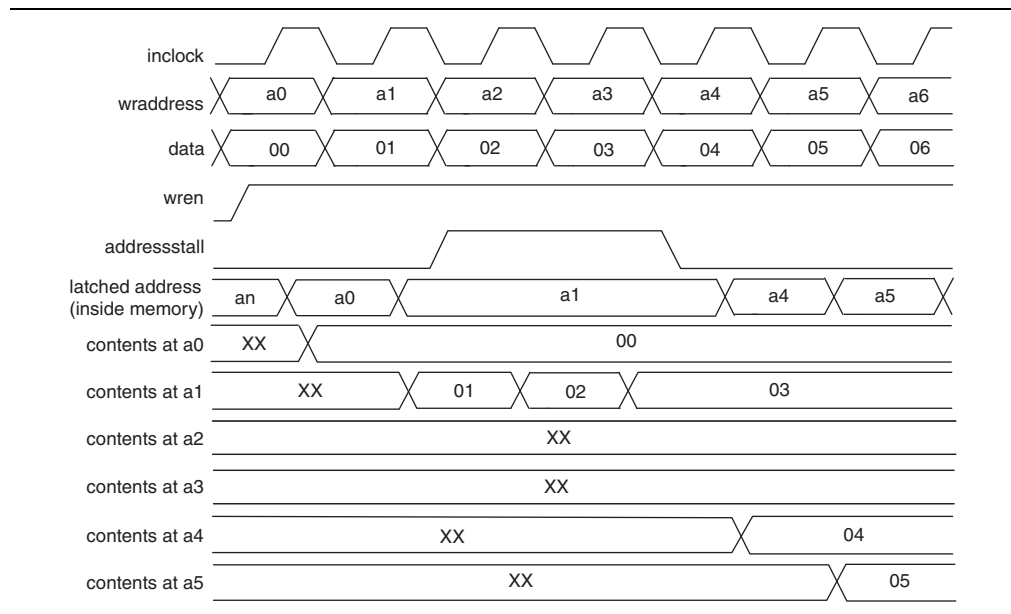 inclock
wraddress a0 a1 a2 a3 a4 a5 a6
data 00 01 02 03 04 05 06
wren
addressstall
latched address
(inside memory) an a0 a1 a4 a5
contents at a0 XX 00
contents at a1 XX 01 02 03
contents at a2 XX
contents at a3 XX
contents at a4 XX 04
contents at a5 XX 05